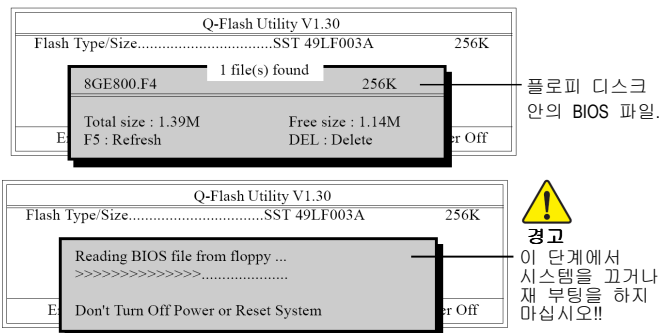 Q-Flash Utility V1.30
Flash Type/Size.................................SST 49LF003A 256K
1 file(s) found
8GE800.F4 256K
플로피 디스크
안의 BIOS 파일.
Total size : 1.39M Free size : 1.14M
F5 : Refresh DEL : Delete
er Off
Q-Flash Utility V1.30
Flash Type/Size.................................SST 49LF003A 256K
경고
Reading BIOS file from floppy ...
>>>>>>>>>>>>>>>.....................
이 단계에서
시스템을 끄거나
재 부팅을 하지
마십시오!!
Don't Turn Off Power or Reset System
er Off